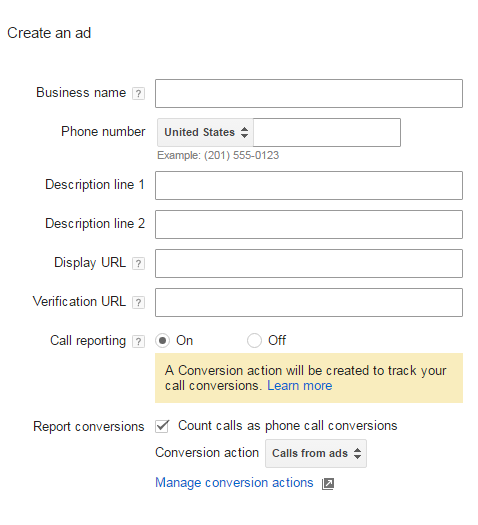 Create an ad
Business name ?
Phone number United States
Example: (201) 555-0123
Description line 1
Description line 2
Display URL ?
Verification URL ?
Call reporting ? On Off
A Conversion action will be created to track your
call conversions. Learn more
Report conversions Count calls as phone call conversions
Conversion action Calls from ads
Manage conversion actions